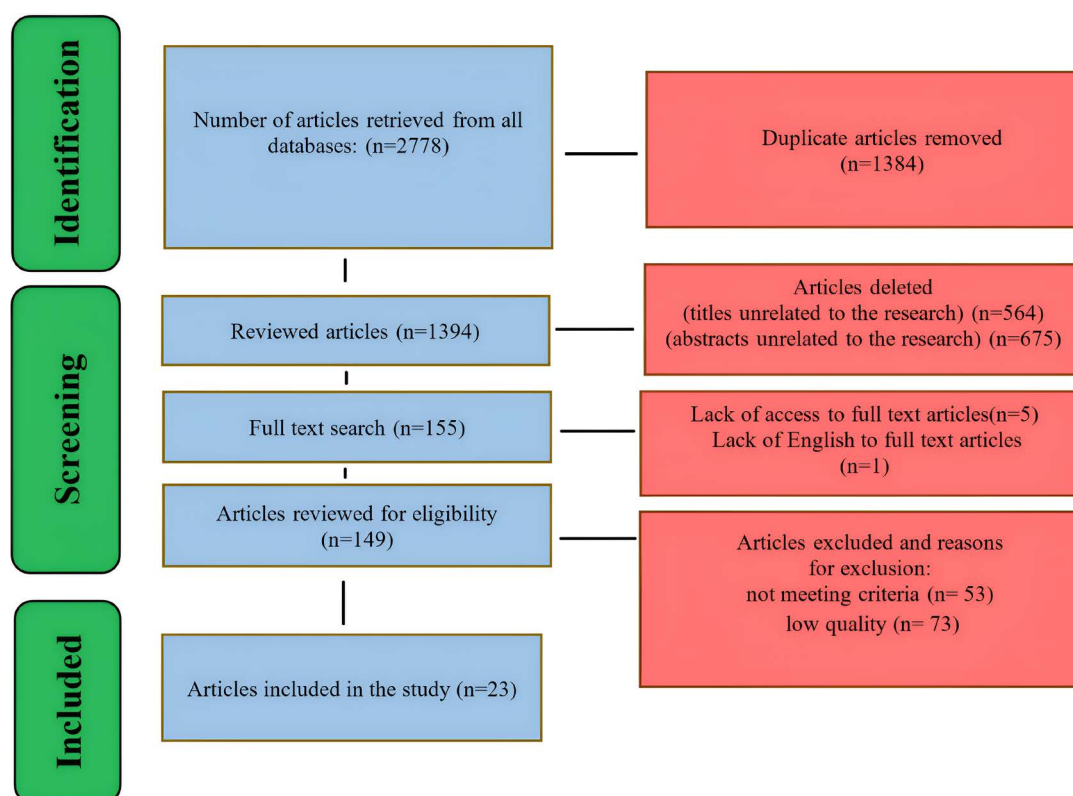 Identification
Number of articles retrieved from all
databases: (n=2778)
Duplicate articles removed
(n=1384)
Screening
Reviewed articles (n=1394)
Articles deleted
(titles unrelated to the research) (n=564)
(abstracts unrelated to the research) (n=675)
Full text search (n=155)
Lack of access to full text articles(n=5)
Lack of English to full text articles
(n=1)
Articles reviewed for eligibility
(n=149)
Articles excluded and reasons
for exclusion:
not meeting criteria (n= 53)
low quality (n= 73)
Included
Articles included in the study (n=23)